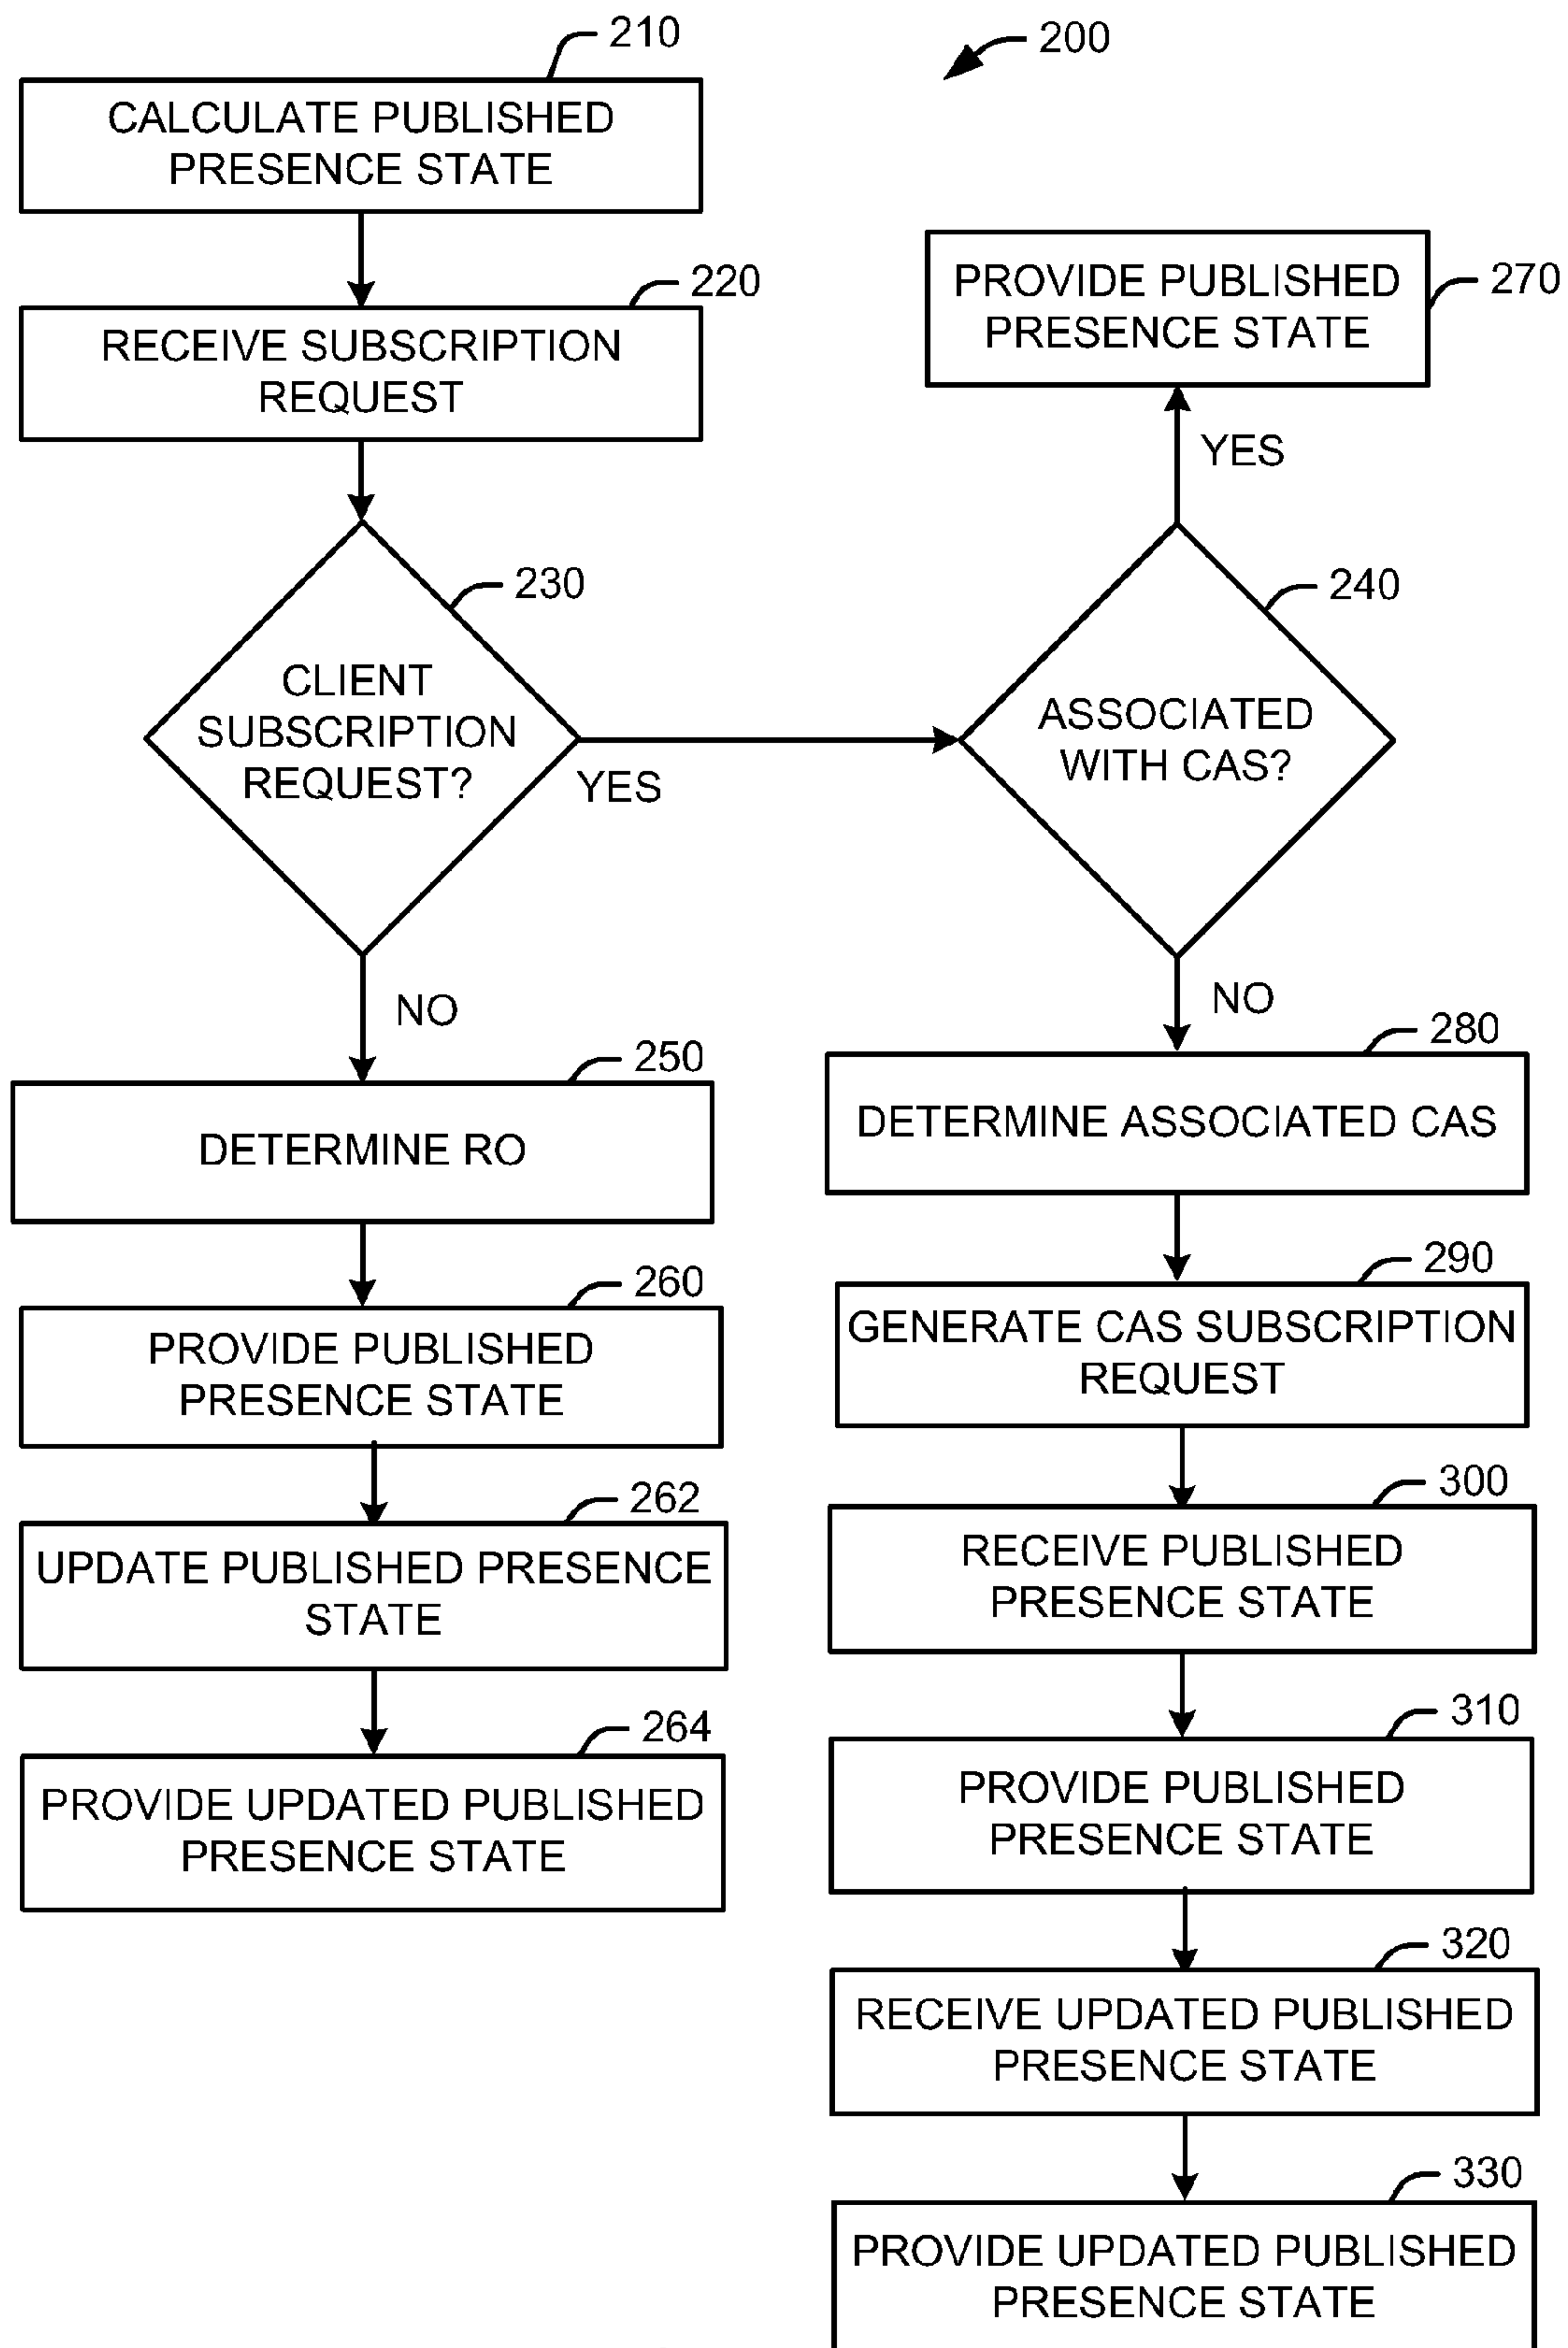 210
200
CALCULATE PUBLISHED
PRESENCE STATE
220
RECEIVE SUBSCRIPTION
REQUEST
PROVIDE PUBLISHED
PRESENCE STATE
270
YES
230
CLIENT
SUBSCRIPTION
REQUEST?
YES
240
ASSOCIATED
WITH CAS?
NO
250
DETERMINE RO
260
PROVIDE PUBLISHED
PRESENCE STATE
262
UPDATE PUBLISHED PRESENCE
STATE
264
PROVIDE UPDATED PUBLISHED
PRESENCE STATE
NO
280
DETERMINE ASSOCIATED CAS
290
GENERATE CAS SUBSCRIPTION
REQUEST
300
RECEIVE PUBLISHED
PRESENCE STATE
310
PROVIDE PUBLISHED
PRESENCE STATE
320
RECEIVE UPDATED PUBLISHED
PRESENCE STATE
330
PROVIDE UPDATED PUBLISHED
PRESENCE STATE